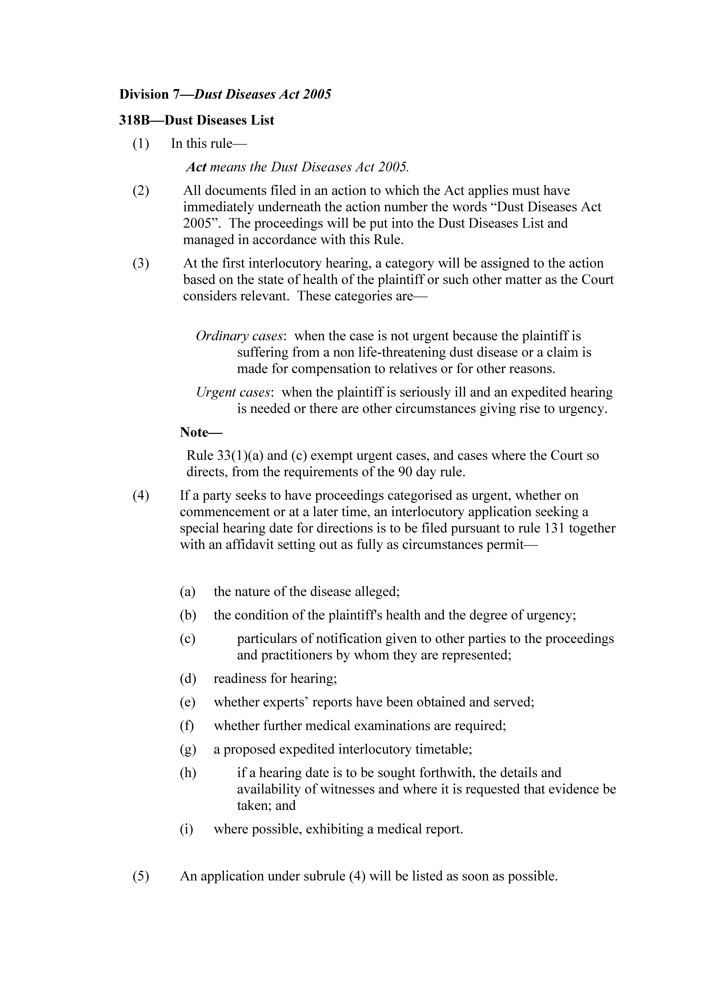 Division 7—Dust Diseases Act 2005
318B—Dust Diseases List
(1) In this rule—
Act means the Dust Diseases Act 2005.
(2) All documents filed in an action to which the Act applies must have
immediately underneath the action number the words “Dust Diseases Act
2005”.  The proceedings will be put into the Dust Diseases List and
managed in accordance with this Rule.
(3) At the first interlocutory hearing, a category will be assigned to the action
based on the state of health of the plaintiff or such other matter as the Court
considers relevant.  These categories are—
Ordinary cases:  when the case is not urgent because the plaintiff is
suffering from a non life-threatening dust disease or a claim is
made for compensation to relatives or for other reasons.
Urgent cases:  when the plaintiff is seriously ill and an expedited hearing
is needed or there are other circumstances giving rise to urgency.
Note—
Rule 33(1)(a) and (c) exempt urgent cases, and cases where the Court so
directs, from the requirements of the 90 day rule.
(4) If a party seeks to have proceedings categorised as urgent, whether on
commencement or at a later time, an interlocutory application seeking a
special hearing date for directions is to be filed pursuant to rule 131 together
with an affidavit setting out as fully as circumstances permit—
(a) the nature of the disease alleged;
(b) the condition of the plaintiff's health and the degree of urgency;
(c) particulars of notification given to other parties to the proceedings
and practitioners by whom they are represented;
(d) readiness for hearing;
(e) whether experts’ reports have been obtained and served;
(f) whether further medical examinations are required;
(g) a proposed expedited interlocutory timetable;
(h) if a hearing date is to be sought forthwith, the details and
availability of witnesses and where it is requested that evidence be
taken; and
(i) where possible, exhibiting a medical report.
(5) An application under subrule (4) will be listed as soon as possible.